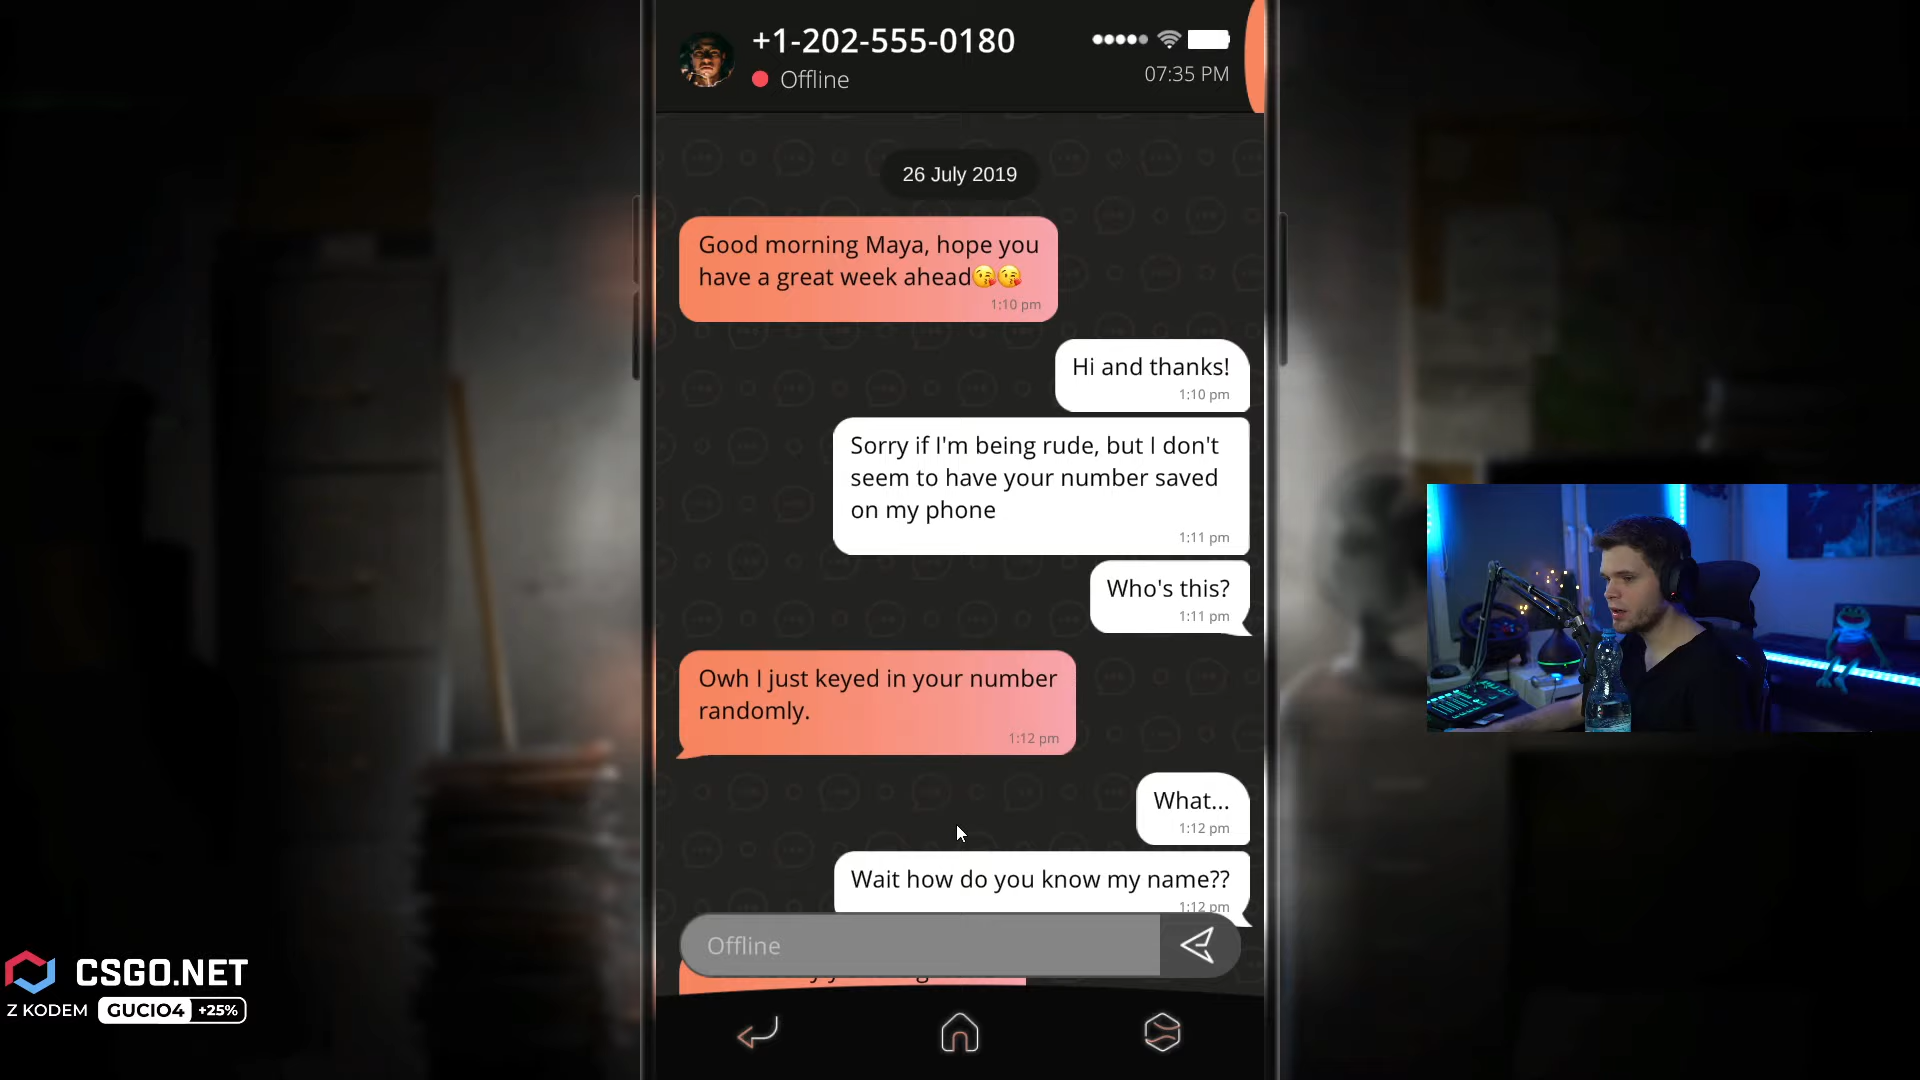 +1-202-555-0180
Offline
07:35 PM
26 July 2019
Good morning Maya, hope you
have a great week ahead😘😘
1:10 pm
Hi and thanks!
1:10 pm
Sorry if I'm being rude, but I don't
seem to have your number saved
on my phone
1:11 pm
Who's this?
1:11 pm
Owh I just keyed in your number
randomly.
1:12 pm
What...
1:12 pm
Wait how do you know my name??
1:12 pm
Offline
CSGO.NET
Z KODEM GUCIO4 +25%